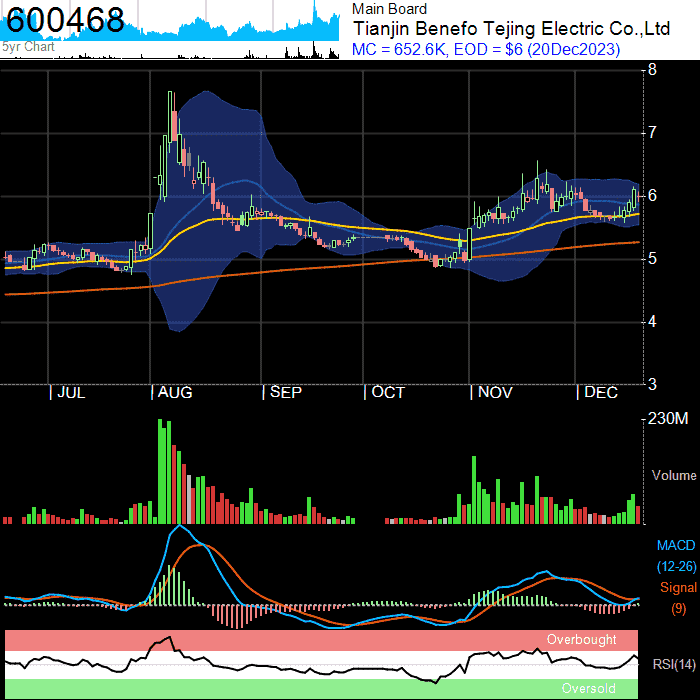 600468
5yr Chart
Main Board
Tianjin Benefo Tejing Electric Co.,Ltd
MC = 652.6K, EOD = $6 (20Dec2023)
8
7
6
5
4
3
JUL
AUG
SEP
OCT
NOV
DEC
230M
Volume
MACD
(12-26)
Signal
(9)
Overbought
RSI(14)
Oversold